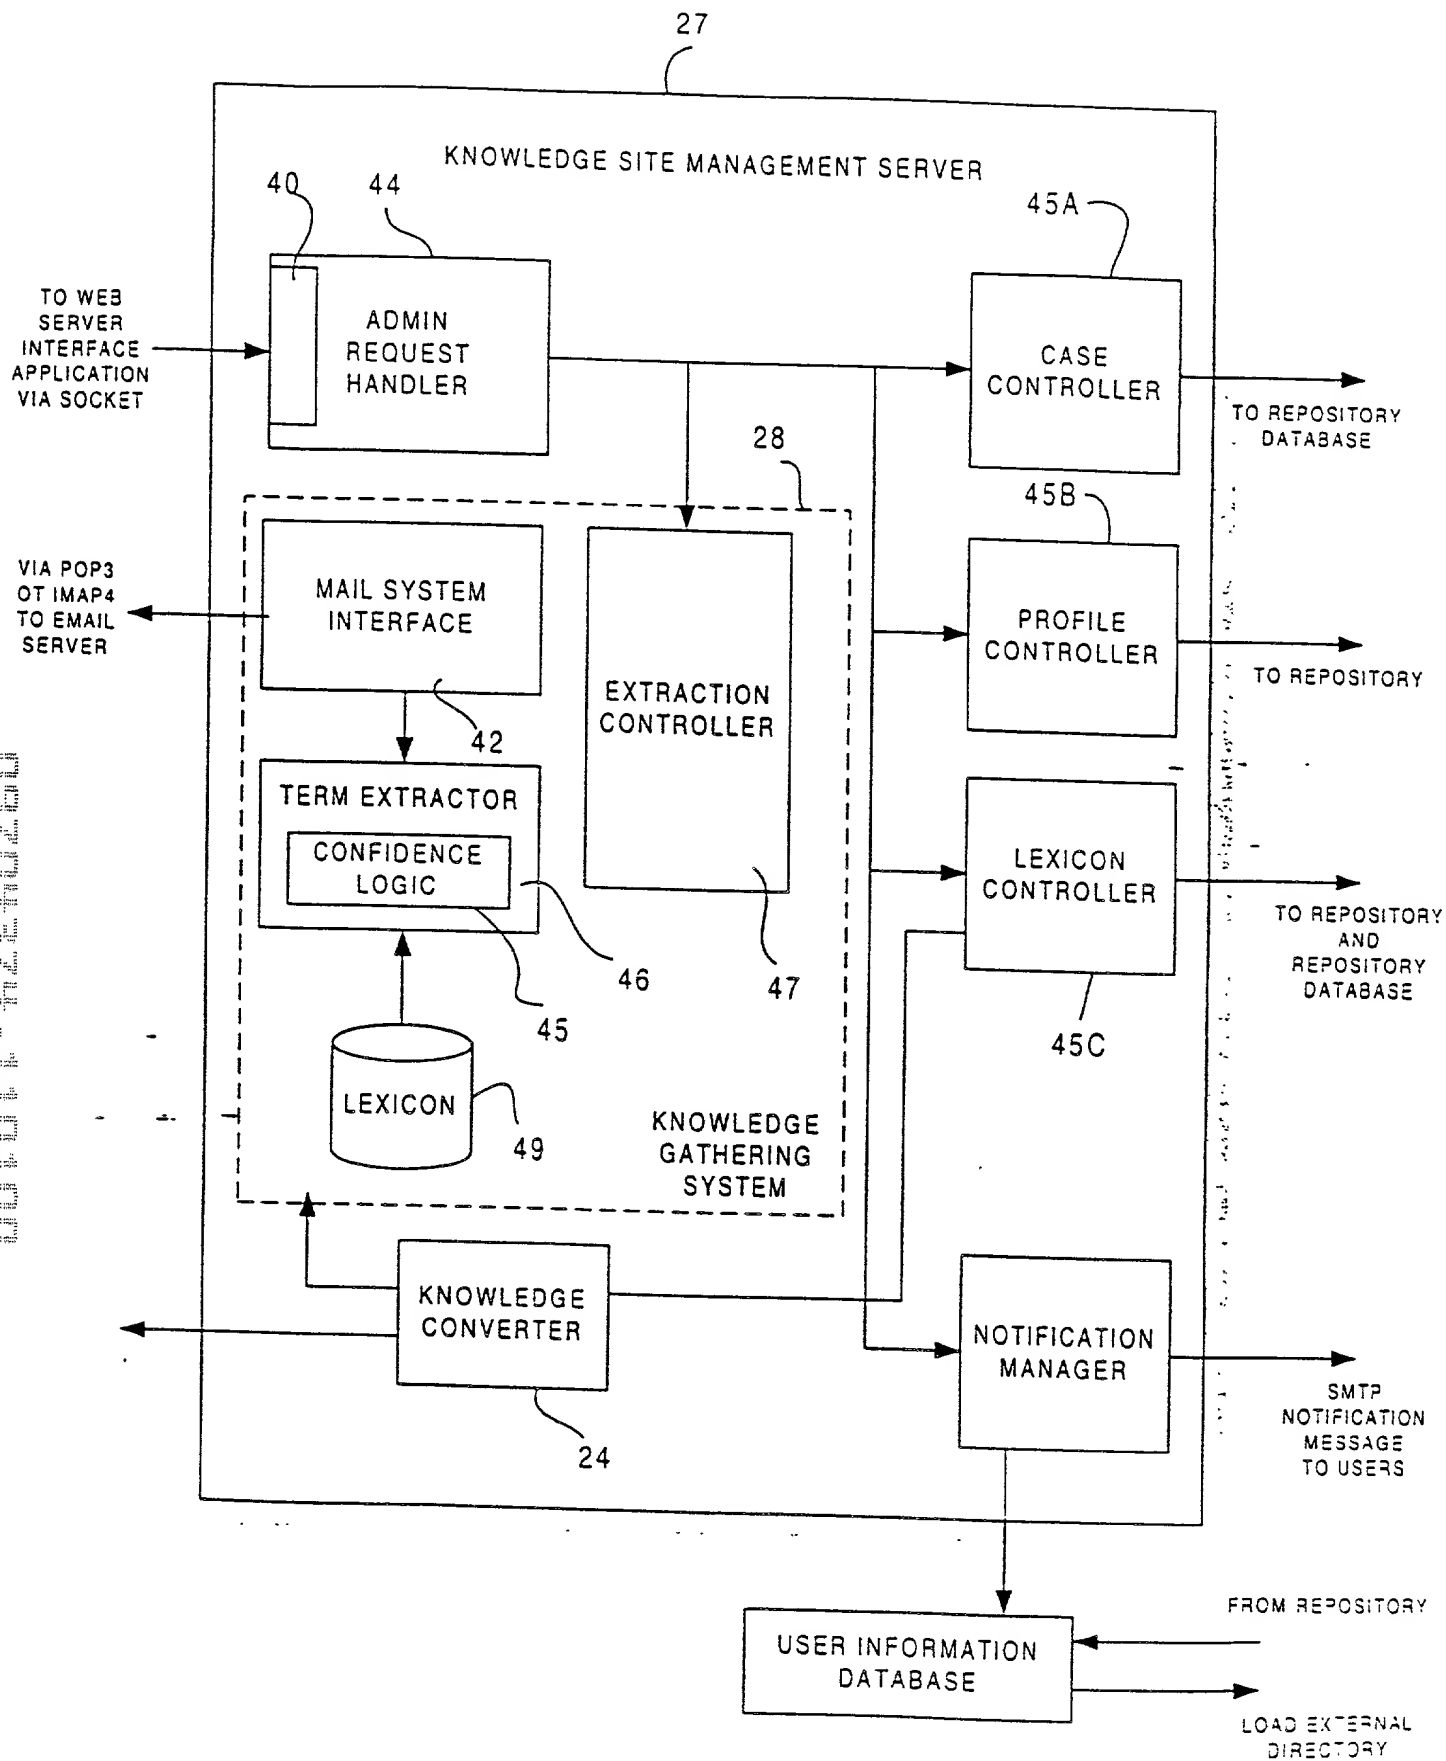 27
KNOWLEDGE SITE MANAGEMENT SERVER
40
44
45A
TO WEB
SERVER
INTERFACE
APPLICATION
VIA SOCKET
ADMIN
REQUEST
HANDLER
CASE
CONTROLLER
TO REPOSITORY
DATABASE
28
45B
VIA POP3
OT IMAP4
TO EMAIL
SERVER
MAIL SYSTEM
INTERFACE
42
EXTRACTION
CONTROLLER
PROFILE
CONTROLLER
TO REPOSITORY
TERM EXTRACTOR
CONFIDENCE
LOGIC
46
45
47
LEXICON
CONTROLLER
TO REPOSITORY
AND
REPOSITORY
DATABASE
45C
LEXICON
49
KNOWLEDGE
GATHERING
SYSTEM
KNOWLEDGE
CONVERTER
24
NOTIFICATION
MANAGER
SMTP
NOTIFICATION
MESSAGE
TO USERS
USER INFORMATION
DATABASE
FROM REPOSITORY
LOAD EXTERNAL
DIRECTORY